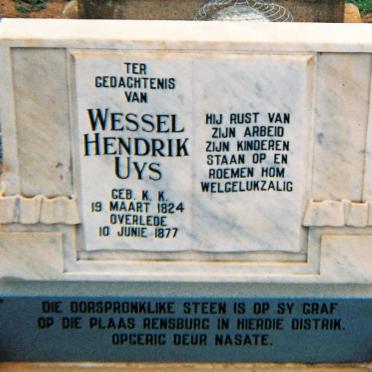 TER
GEDACHTENIS
VAN
WESSEL
HENDRIK
UYS
GEB. K. K.
19 MAART 1824
OVERLEDE
10 JUNIE 1877
HIJ RUST VAN
ZIJN ARBEID
ZIJN KINDEREN
STAAN OP EN
ROEMEN HOM
WELGELUKZALIG
DIE OORSPRONKLIKE STEEN IS OP SY GRAF
OP DIE PLAAS RENSBURG IN HIERDIE DISTRIK.
OPGERIG DEUR NASATE.